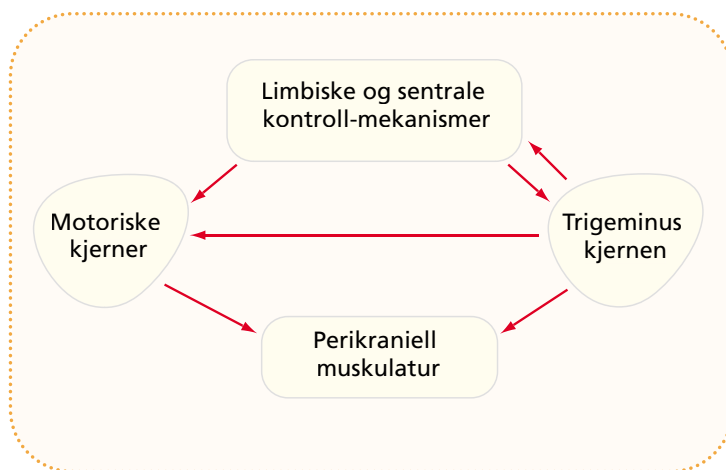 Limbiske og sentrale
kontroll-mekanismer
Motoriske
kjerner
Trigeminus
kjernen
Perikraniell
muskulatur